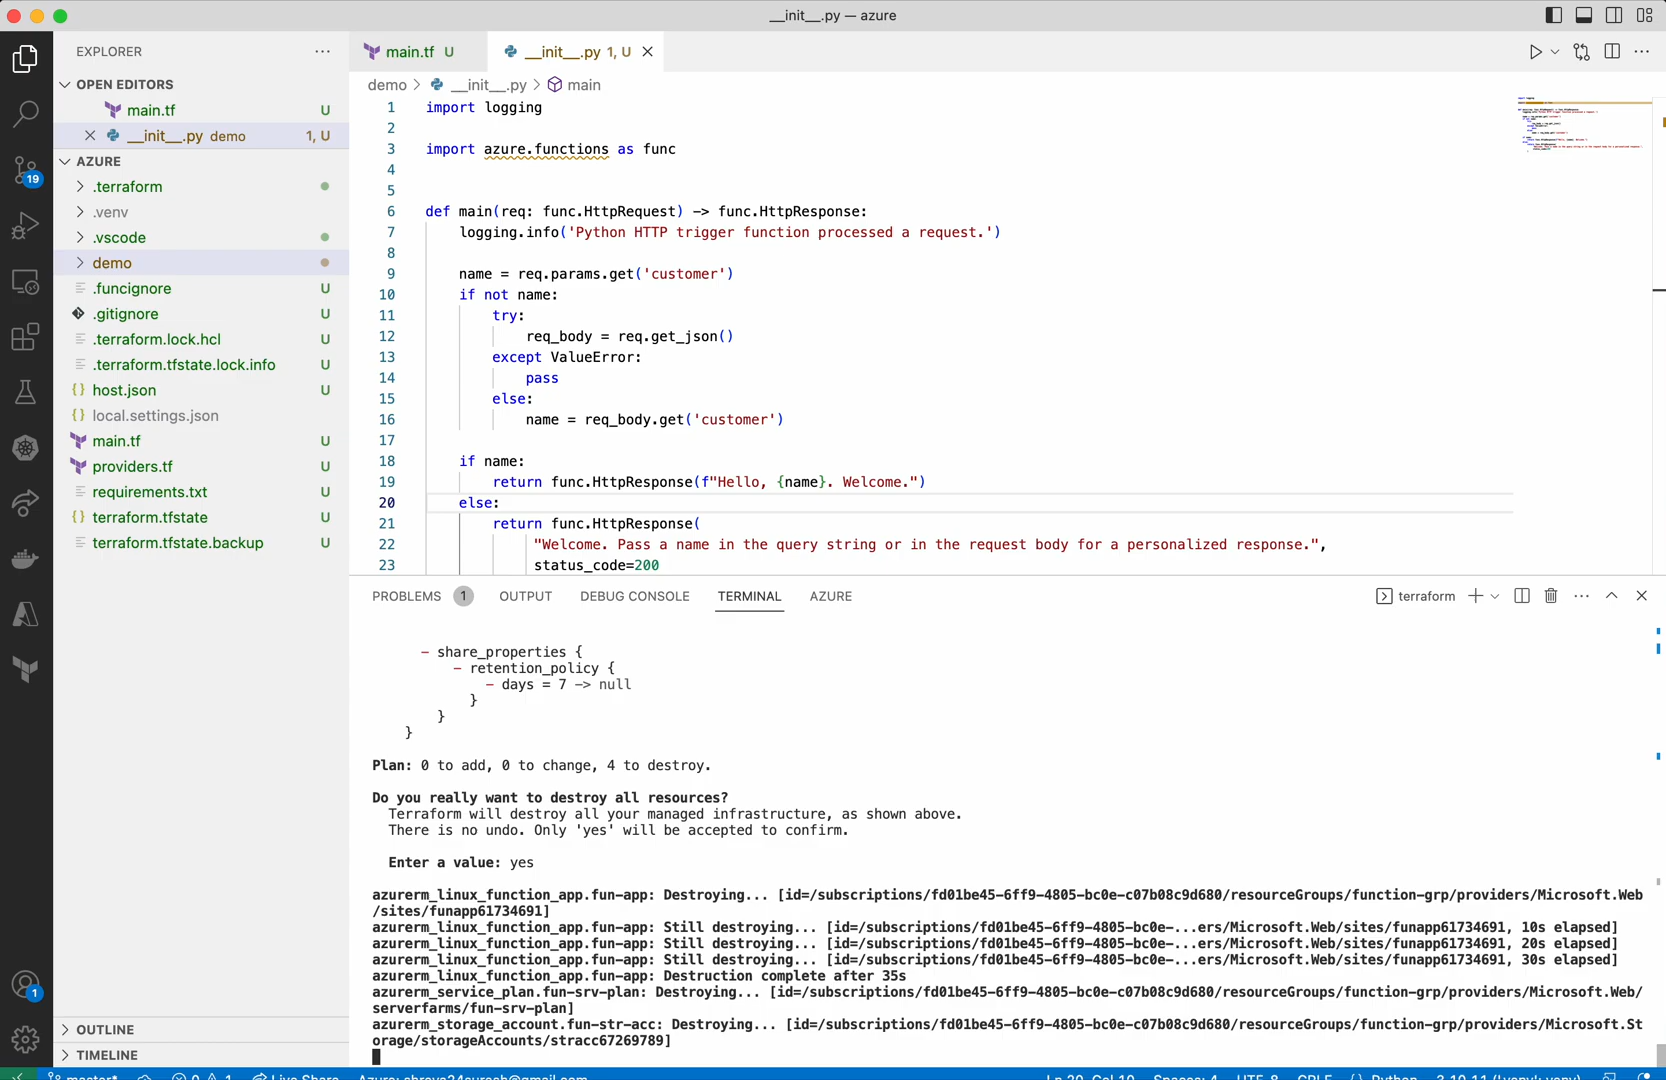 __init__.py — azure
EXPLORER
OPEN EDITORS
main.tf U
__init__.py demo 1, U
AZURE
.terraform
.venv
.vscode
demo
.funcignore U
.gitignore U
.terraform.lock.hcl U
.terraform.tfstate.lock.info U
host.json U
local.settings.json
main.tf U
providers.tf U
requirements.txt U
terraform.tfstate U
terraform.tfstate.backup U
OUTLINE
TIMELINE
19
1
main.tf U
__init__.py 1, U
demo > __init__.py > main
1 import logging
2
3 import azure.functions as func
4
5
6 def main(req: func.HttpRequest) -> func.HttpResponse:
7 logging.info('Python HTTP trigger function processed a request.')
8
9 name = req.params.get('customer')
10 if not name:
11 try:
12 req_body = req.get_json()
13 except ValueError:
14 pass
15 else:
16 name = req_body.get('customer')
17
18 if name:
19 return func.HttpResponse(f"Hello, {name}. Welcome.")
20 else:
21 return func.HttpResponse(
22 "Welcome. Pass a name in the query string or in the request body for a personalized response.",
23 status_code=200
PROBLEMS 1 OUTPUT DEBUG CONSOLE TERMINAL AZURE terraform
- share_properties {
- retention_policy {
- days = 7 -> null
}
}
}
Plan: 0 to add, 0 to change, 4 to destroy.
Do you really want to destroy all resources?
Terraform will destroy all your managed infrastructure, as shown above.
There is no undo. Only 'yes' will be accepted to confirm.
Enter a value: yes
azurerm_linux_function_app.fun-app: Destroying... [id=/subscriptions/fd01be45-6ff9-4805-bc0e-c07b08c9d680/resourceGroups/function-grp/providers/Microsoft.Web
/sites/funapp61734691]
azurerm_linux_function_app.fun-app: Still destroying... [id=/subscriptions/fd01be45-6ff9-4805-bc0e-...ers/Microsoft.Web/sites/funapp61734691, 10s elapsed]
azurerm_linux_function_app.fun-app: Still destroying... [id=/subscriptions/fd01be45-6ff9-4805-bc0e-...ers/Microsoft.Web/sites/funapp61734691, 20s elapsed]
azurerm_linux_function_app.fun-app: Still destroying... [id=/subscriptions/fd01be45-6ff9-4805-bc0e-...ers/Microsoft.Web/sites/funapp61734691, 30s elapsed]
azurerm_linux_function_app.fun-app: Destruction complete after 35s
azurerm_service_plan.fun-srv-plan: Destroying... [id=/subscriptions/fd01be45-6ff9-4805-bc0e-c07b08c9d680/resourceGroups/function-grp/providers/Microsoft.Web/
serverfarms/fun-srv-plan]
azurerm_storage_account.fun-str-acc: Destroying... [id=/subscriptions/fd01be45-6ff9-4805-bc0e-c07b08c9d680/resourceGroups/function-grp/providers/Microsoft.St
orage/storageAccounts/stracc67269789]
master* 0 1 Live Share Ln 20, Col 10 Spaces: 4 UTF-8 CRLF Python